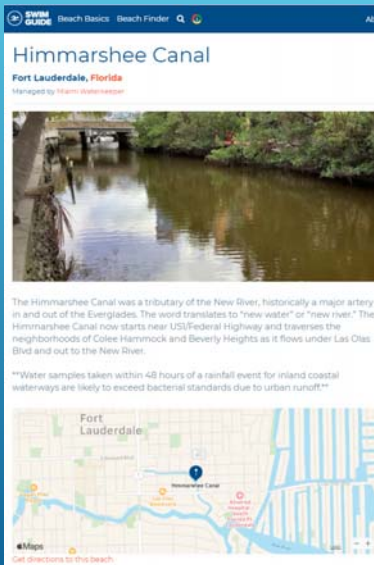 SWIM GUIDE Beach Basics Beach Finder
Himmarshee Canal
Fort Lauderdale, Florida
Managed by Miami Waterkeeper
The Himmarshee Canal was a tributary of the New River, historically a major artery
in and out of the Everglades. The word translates to "new water" or "new river." The
Himmarshee Canal now starts near US1/Federal Highway and traverses the
neighborhoods of Colee Hammock and Beverly Heights as it flows under Las Olas
Blvd and out to the New River.
**Water samples taken within 48 hours of a rainfall event for inland coastal
waterways are likely to exceed bacterial standards due to urban runoff.**
Fort
Lauderdale
Himmarshee Canal
Maps
Get directions to this beach